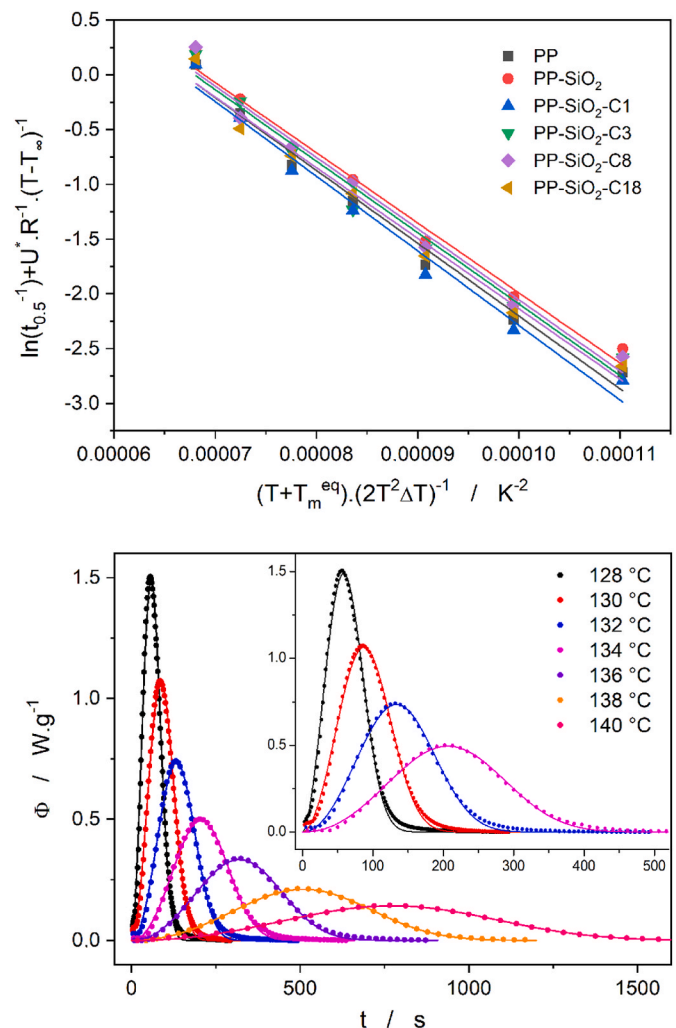 ln(t₀.₅⁻¹)+U*.R⁻¹.(T-T∞)⁻¹
0.5
0.0
-0.5
-1.0
-1.5
-2.0
-2.5
-3.0
PP
PP-SiO₂
PP-SiO₂-C1
PP-SiO₂-C3
PP-SiO₂-C8
PP-SiO₂-C18
0.00006 0.00007 0.00008 0.00009 0.00010 0.00011
(T+Tₘᵉᑫ).(2T²ΔT)⁻¹ / K⁻²
Φ / W.g⁻¹
1.5
1.0
0.5
0.0
1.5
1.0
0.5
0.0
128 °C
130 °C
132 °C
134 °C
136 °C
138 °C
140 °C
0 100 200 300 400 500
0 500 1000 1500
t / s